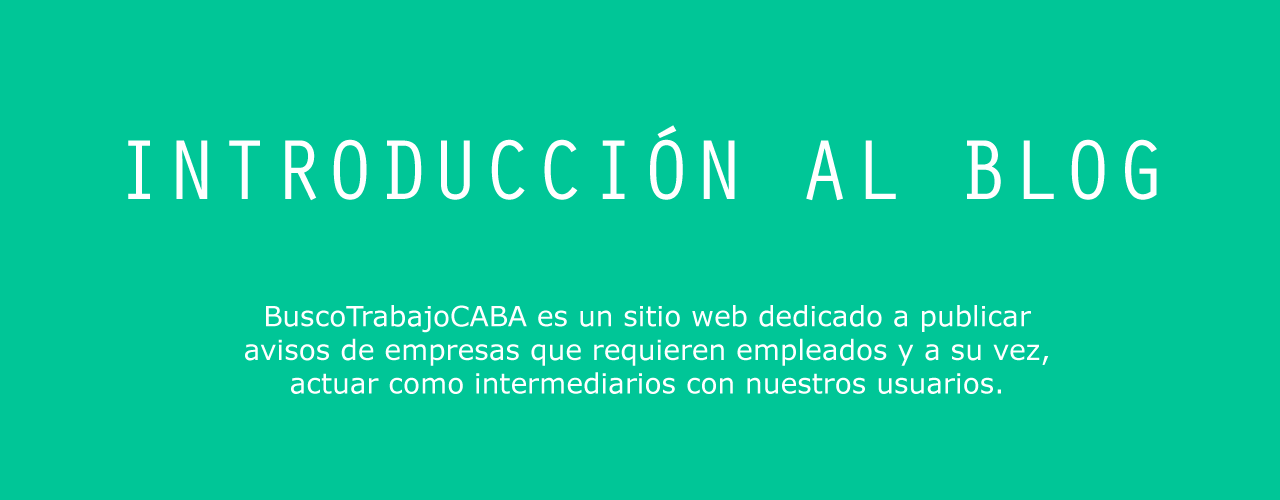 INTRODUCCIÓN AL BLOG
BuscoTrabajoCABA es un sitio web dedicado a publicar
avisos de empresas que requieren empleados y a su vez,
actuar como intermediarios con nuestros usuarios.